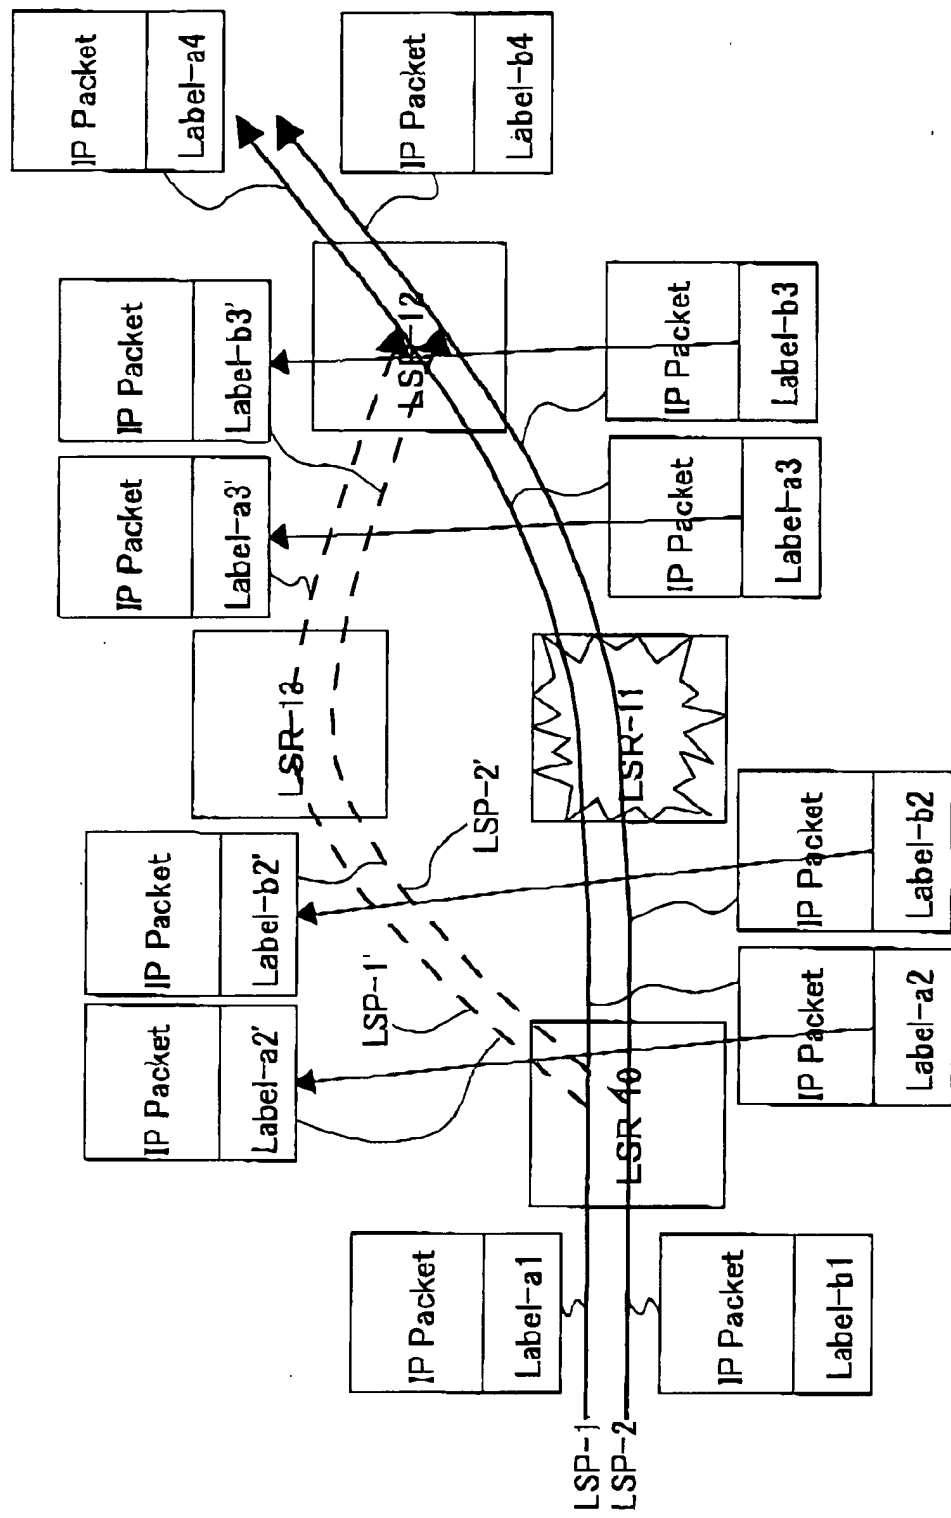 IP Packet
Label-a4
IP Packet
Label-a3'
IP Packet
Label-b3'
IP Packet
Label-a2'
IP Packet
Label-b2'
LSR-13
LSP-1'
LSP-2'
IP Packet
Label-b4
LSR-12
IP Packet
Label-a1
LSP-1
LSP-2
LSR-10
LSR-11
IP Packet
Label-b1
IP Packet
Label-a3
IP Packet
Label-b3
IP Packet
Label-a2
IP Packet
Label-b2